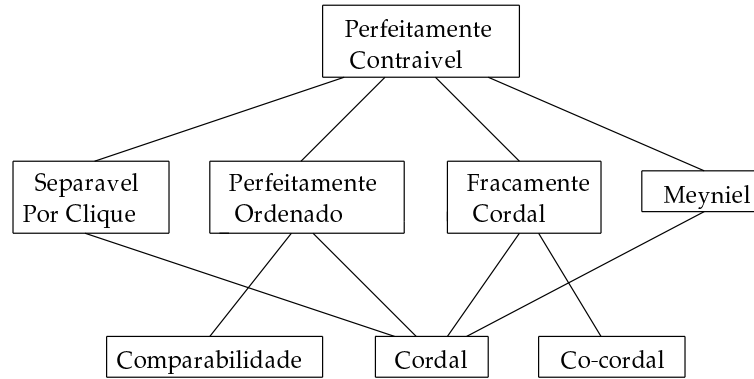 Perfeitamente
Contraivel
Separavel
Por Clique
Perfeitamente
Ordenado
Fracamente
Cordal
Meyniel
Comparabilidade
Cordal
Co-cordal